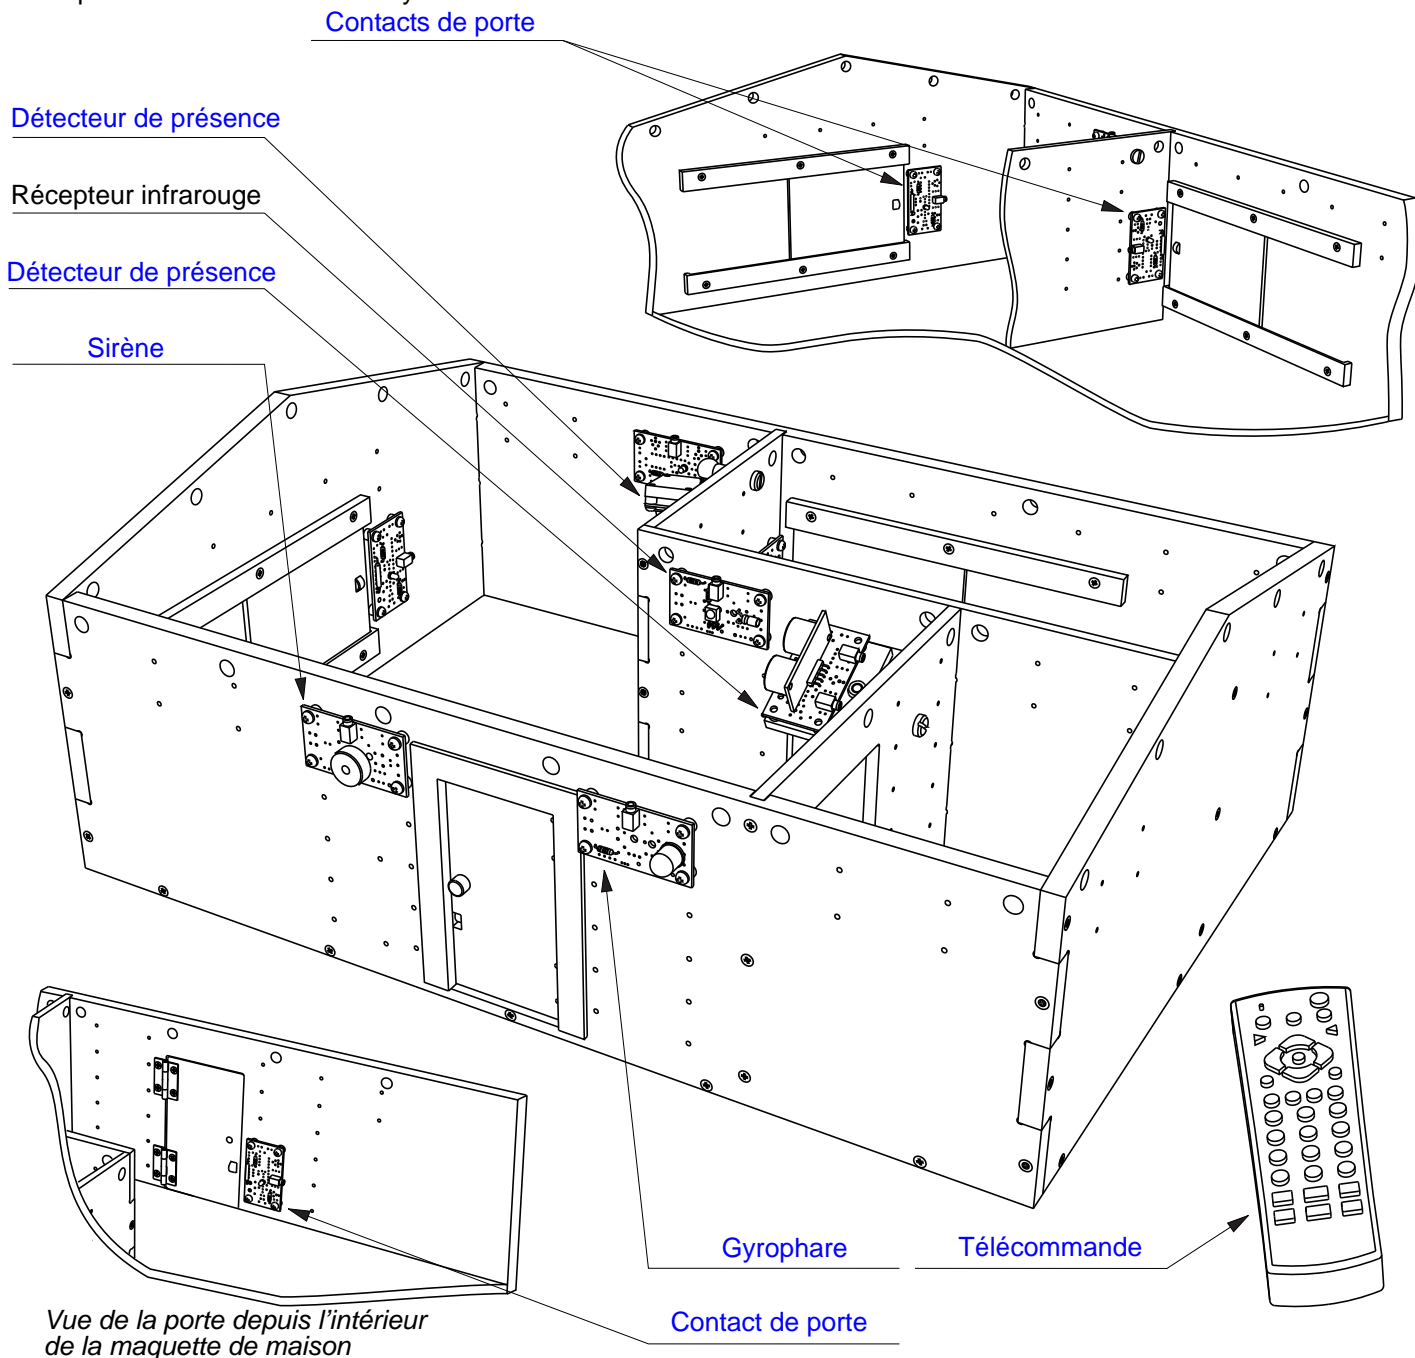 Contacts de porte
Détecteur de présence
Récepteur infrarouge
Détecteur de présence
Sirène
Gyrophare
Télécommande
Contact de porte
Vue de la porte depuis l'intérieur
de la maquette de maison